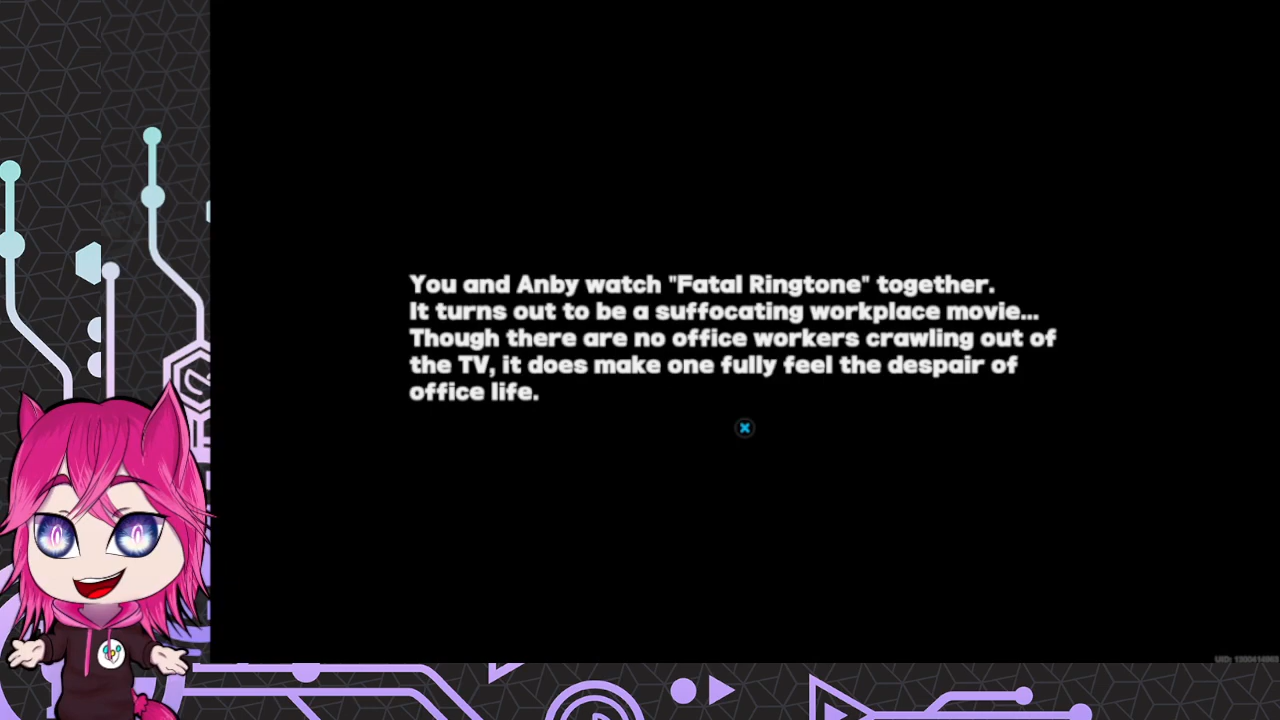 You and Anby watch "Fatal Ringtone" together.
It turns out to be a suffocating workplace movie...
Though there are no office workers crawling out of
the TV, it does make one fully feel the despair of
office life.